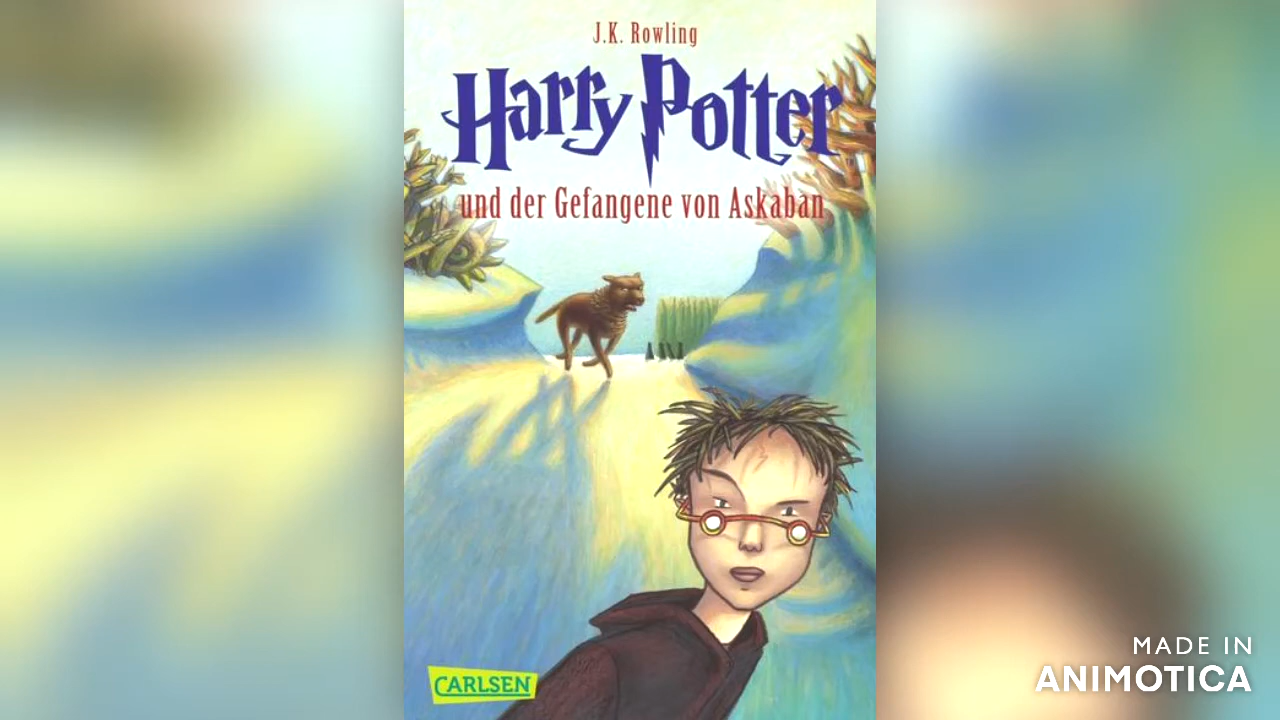 J.K. Rowling
Harry Potter
und der Gefangene von Askaban
CARLSEN
MADE IN
ANIMOTICA